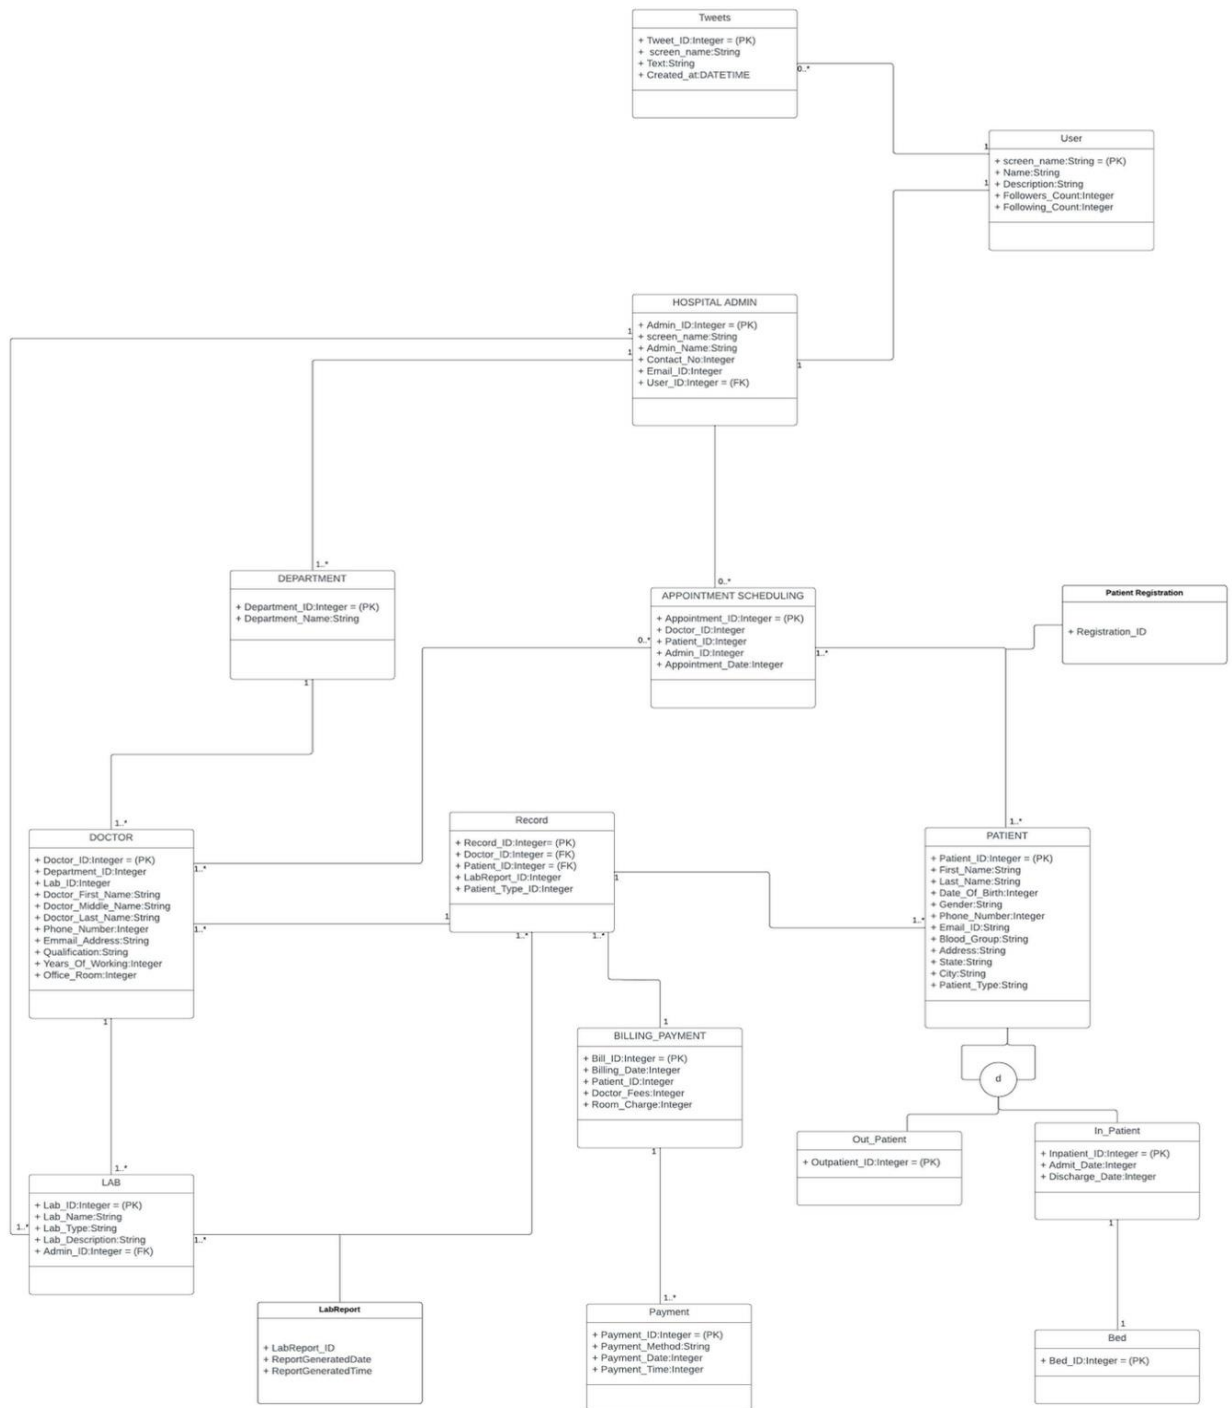 Tweets
+ Tweet_ID:Integer = (PK)
+ screen_name:String
+ Text:String
+ Created_at:DATETIME
0..*
1
User
+ screen_name:String = (PK)
+ Name:String
+ Description:String
+ Followers_Count:Integer
+ Following_Count:Integer
1
HOSPITAL ADMIN
+ Admin_ID:Integer = (PK)
+ screen_name:String
+ Admin_Name:String
+ Contact_No:Integer
+ Email_ID:Integer
+ User_ID:Integer = (FK)
1
1
1
1..*
DEPARTMENT
+ Department_ID:Integer = (PK)
+ Department_Name:String
1
0..*
APPOINTMENT SCHEDULING
+ Appointment_ID:Integer = (PK)
+ Doctor_ID:Integer
+ Patient_ID:Integer
+ Admin_ID:Integer
+ Appointment_Date:Integer
0..*
1..*
Patient Registration
+ Registration_ID
1..*
DOCTOR
+ Doctor_ID:Integer = (PK)
+ Department_ID:Integer
+ Lab_ID:Integer
+ Doctor_First_Name:String
+ Doctor_Middle_Name:String
+ Doctor_Last_Name:String
+ Phone_Number:Integer
+ Emmail_Address:String
+ Qualification:String
+ Years_Of_Working:Integer
+ Office_Room:Integer
1..*
1..*
1
Record
+ Record_ID:Integer= (PK)
+ Doctor_ID:Integer = (FK)
+ Patient_ID:Integer = (FK)
+ LabReport_ID:Integer
+ Patient_Type_ID:Integer
1
1
1..*
1..*
1..*
PATIENT
+ Patient_ID:Integer = (PK)
+ First_Name:String
+ Last_Name:String
+ Date_Of_Birth:Integer
+ Gender:String
+ Phone_Number:Integer
+ Email_ID:String
+ Blood_Group:String
+ Address:String
+ State:String
+ City:String
+ Patient_Type:String
1..*
1
BILLING_PAYMENT
+ Bill_ID:Integer = (PK)
+ Billing_Date:Integer
+ Patient_ID:Integer
+ Doctor_Fees:Integer
+ Room_Charge:Integer
1
d
Out_Patient
+ Outpatient_ID:Integer = (PK)
In_Patient
+ Inpatient_ID:Integer = (PK)
+ Admit_Date:Integer
+ Discharge_Date:Integer
1
1..*
LAB
+ Lab_ID:Integer = (PK)
+ Lab_Name:String
+ Lab_Type:String
+ Lab_Description:String
+ Admin_ID:Integer = (FK)
1..*
1..*
LabReport
+ LabReport_ID
+ ReportGeneratedDate
+ ReportGeneratedTime
1..*
Payment
+ Payment_ID:Integer = (PK)
+ Payment_Method:String
+ Payment_Date:Integer
+ Payment_Time:Integer
1
Bed
+ Bed_ID:Integer = (PK)